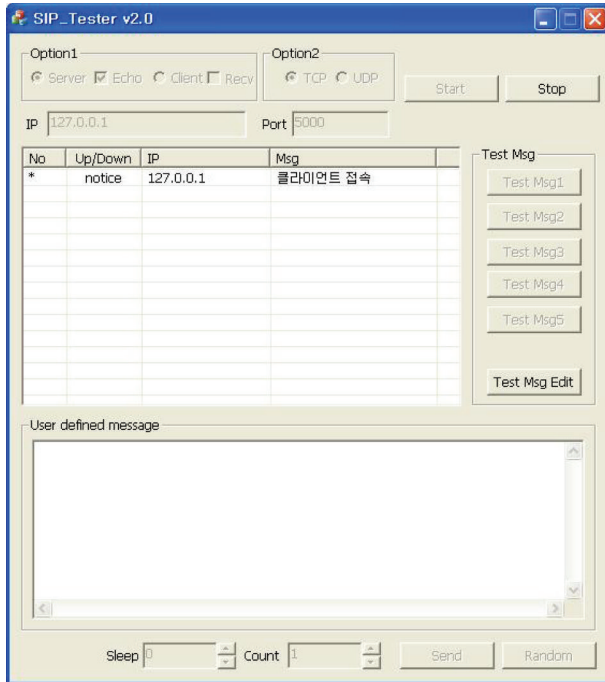 SIP_Tester v2.0
Option1
Server Echo Client Recv
Option2
TCP UDP
Start
Stop
IP 127.0.0.1
Port 5000
No Up/Down IP Msg
* notice 127.0.0.1 클라이언트 접속
Test Msg
Test Msg1
Test Msg2
Test Msg3
Test Msg4
Test Msg5
Test Msg Edit
User defined message
Sleep 0 Count 1 Send Random